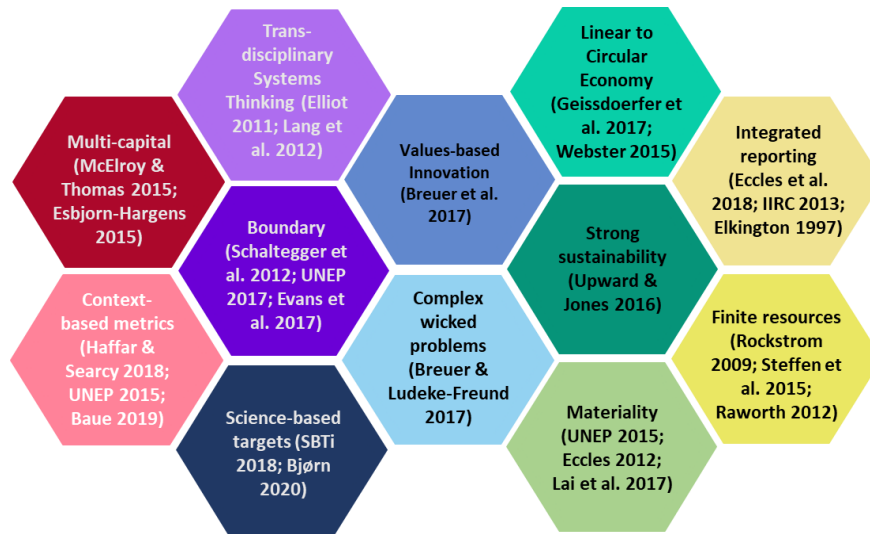 Trans-
disciplinary
Systems
Thinking (Elliot
2011; Lang
et al. 2012)
Linear to
Circular
Economy
(Geissdoerfer et
al. 2017;
Webster 2015)
Multi-capital
(McElroy &
Thomas 2015;
Esbjorn-Hargens
2015)
Values-based
Innovation
(Breuer et al.
2017)
Integrated
reporting
(Eccles et al.
2018; IIRC 2013;
Elkington 1997)
Boundary
(Schaltegger et
al. 2012; UNEP
2017; Evans et
al. 2017)
Strong
sustainability
(Upward &
Jones 2016)
Context-
based metrics
(Haffar &
Searcy 2018;
UNEP 2015;
Baue 2019)
Complex
wicked
problems
(Breuer &
Ludeke-Freund
2017)
Finite resources
(Rockstrom
2009; Steffen et
al. 2015;
Raworth 2012)
Science-based
targets (SBTi
2018; Bjørn
2020)
Materiality
(UNEP 2015;
Eccles 2012;
Lai et al. 2017)